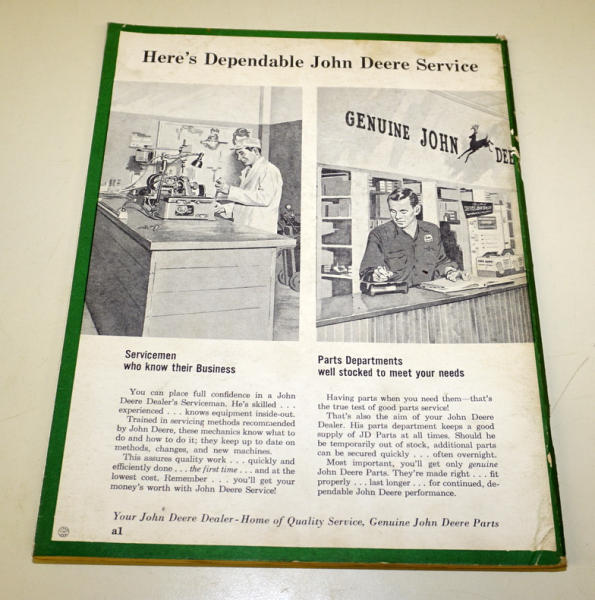 Here's Dependable John Deere Service
GENUINE JOHN DEE
Servicemen
who know their Business
You can place full confidence in a John
Deere Dealer's Serviceman. He's skilled . . .
experienced . . . knows equipment inside-out.
Trained in servicing methods recommended
by John Deere, these mechanics know what to
do and how to do it; they keep up to date on
methods, changes, and new machines.
This assures quality work . . . quickly and
efficiently done . . . the first time . . . and at the
lowest cost. Remember . . . you'll get your
money's worth with John Deere Service!
Parts Departments
well stocked to meet your needs
Having parts when you need them—that's
the true test of good parts service!
That's also the aim of your John Deere
Dealer. His parts department keeps a good
supply of JD Parts at all times. Should he
be temporarily out of stock, additional parts
can be secured quickly . . . often overnight.
Most important, you'll get only genuine
John Deere Parts. They're made right . . . fit
properly . . . last longer . . . for continued, de-
pendable John Deere performance.
Your John Deere Dealer - Home of Quality Service, Genuine John Deere Parts
a1